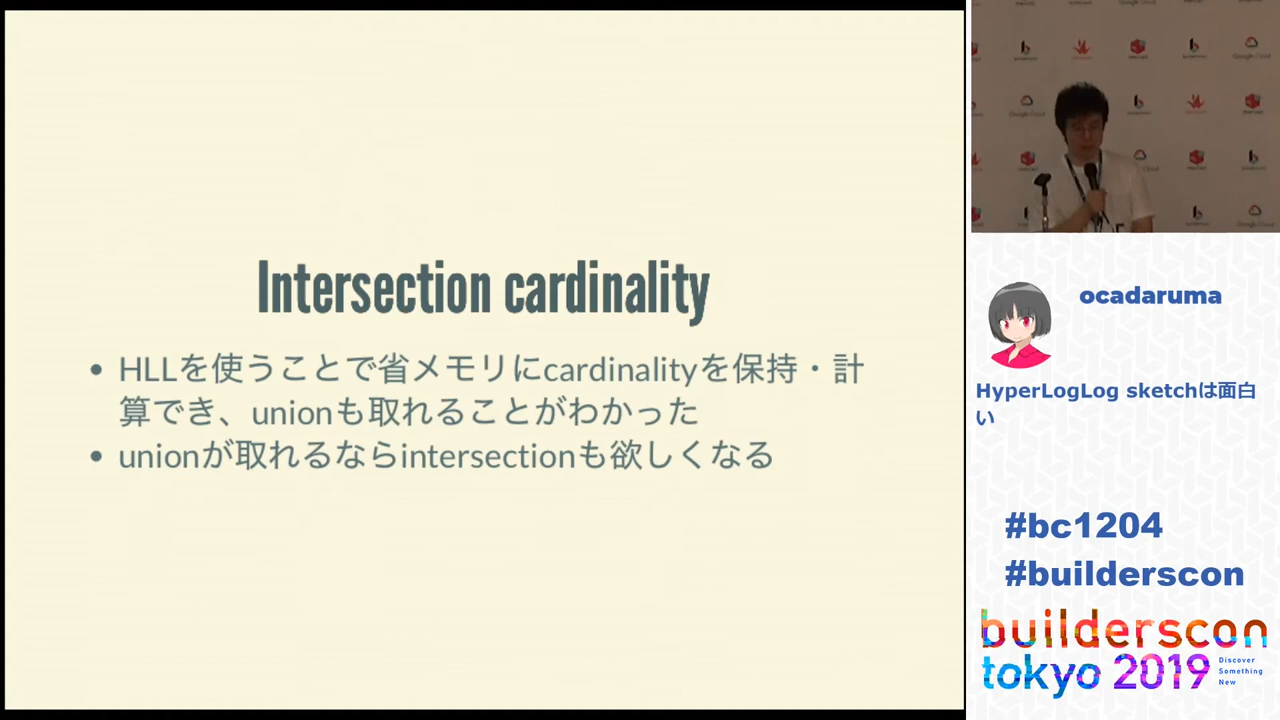 Intersection cardinality
• HLLを使うことで省メモリにcardinalityを保持・計
算でき、unionも取れることがわかった
• unionが取れるならintersectionも欲しくなる
Google Cloud
ocadaruma
HyperLogLog sketchは面白
い
#bc1204
#builderscon
builderscon
tokyo 2019
Discover
Something
New